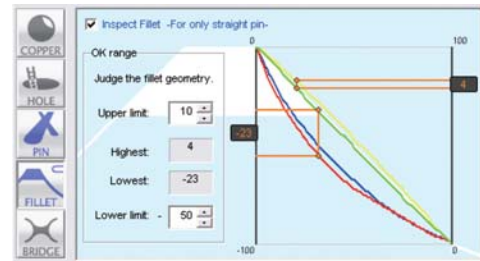 Inspect Fillet -For only straight pin-
COPPER
HOLE
PIN
FILLET
BRIDGE
OK range
Judge the fillet geometry.
Upper limit: 10
Highest: 4
Lowest: -23
Lower limit: - 50
0
100
4
-23
-100
0